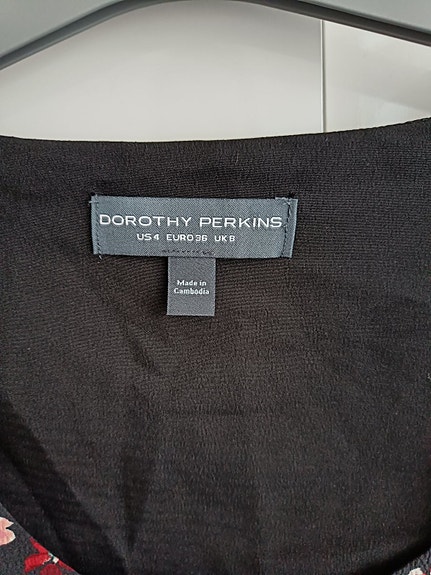 DOROTHY PERKINS
US4 EURO36 UK8
Made in
Cambodia